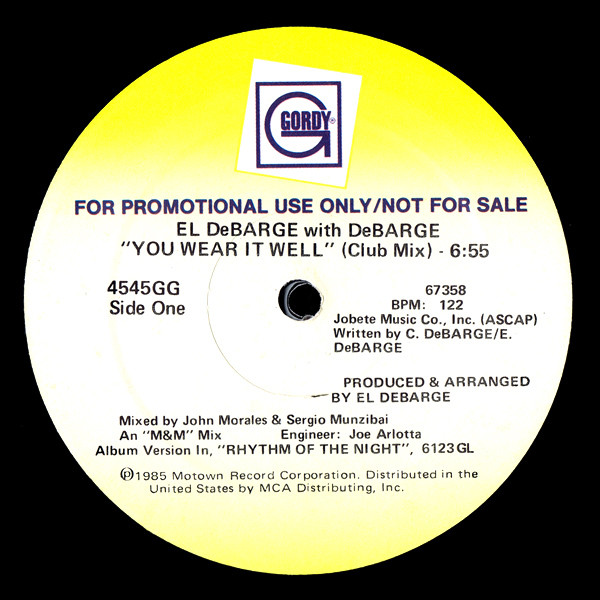 GORDY®
FOR PROMOTIONAL USE ONLY/NOT FOR SALE
EL DeBARGE with DeBARGE
"YOU WEAR IT WELL" (Club Mix) - 6:55
4545GG
Side One
67358
BPM: 122
Jobete Music Co., Inc. (ASCAP)
Written by C. DeBARGE/E.
DeBARGE
PRODUCED & ARRANGED
BY EL DEBARGE
Mixed by John Morales & Sergio Munzibai
An "M&M" Mix Engineer: Joe Arlotta
Album Version In, "RHYTHM OF THE NIGHT", 6123GL
℗1985 Motown Record Corporation. Distributed in the
United States by MCA Distributing, Inc.